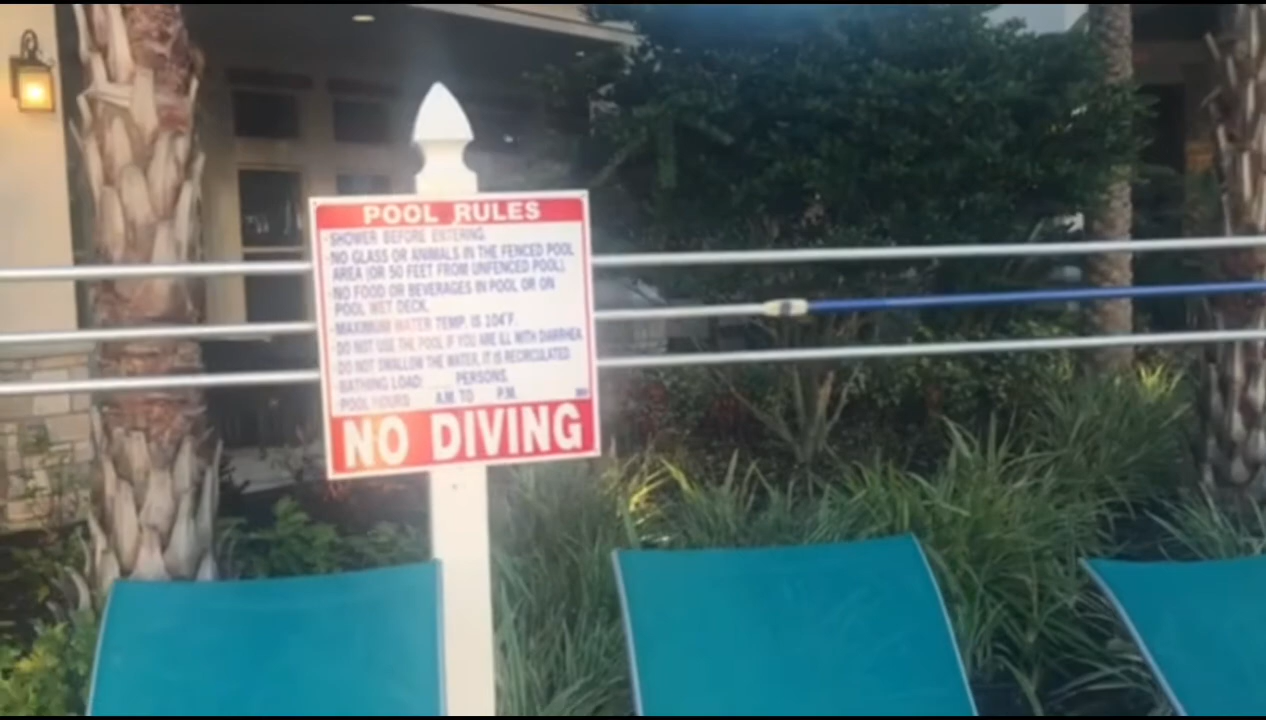 POOL RULES
-SHOWER BEFORE ENTERING.
-NO GLASS OR ANIMALS IN THE FENCED POOL
AREA (OR 50 FEET FROM UNFENCED POOL).
-NO FOOD OR BEVERAGES IN POOL OR ON
POOL WET DECK.
-MAXIMUM WATER TEMP. IS 104°F.
-DO NOT USE THE POOL IF YOU ARE ILL WITH DIARRHEA.
-DO NOT SWALLOW THE WATER, IT IS RECIRCULATED.
-BATHING LOAD: PERSONS.
-POOL HOURS A.M. TO P.M.
NO DIVING